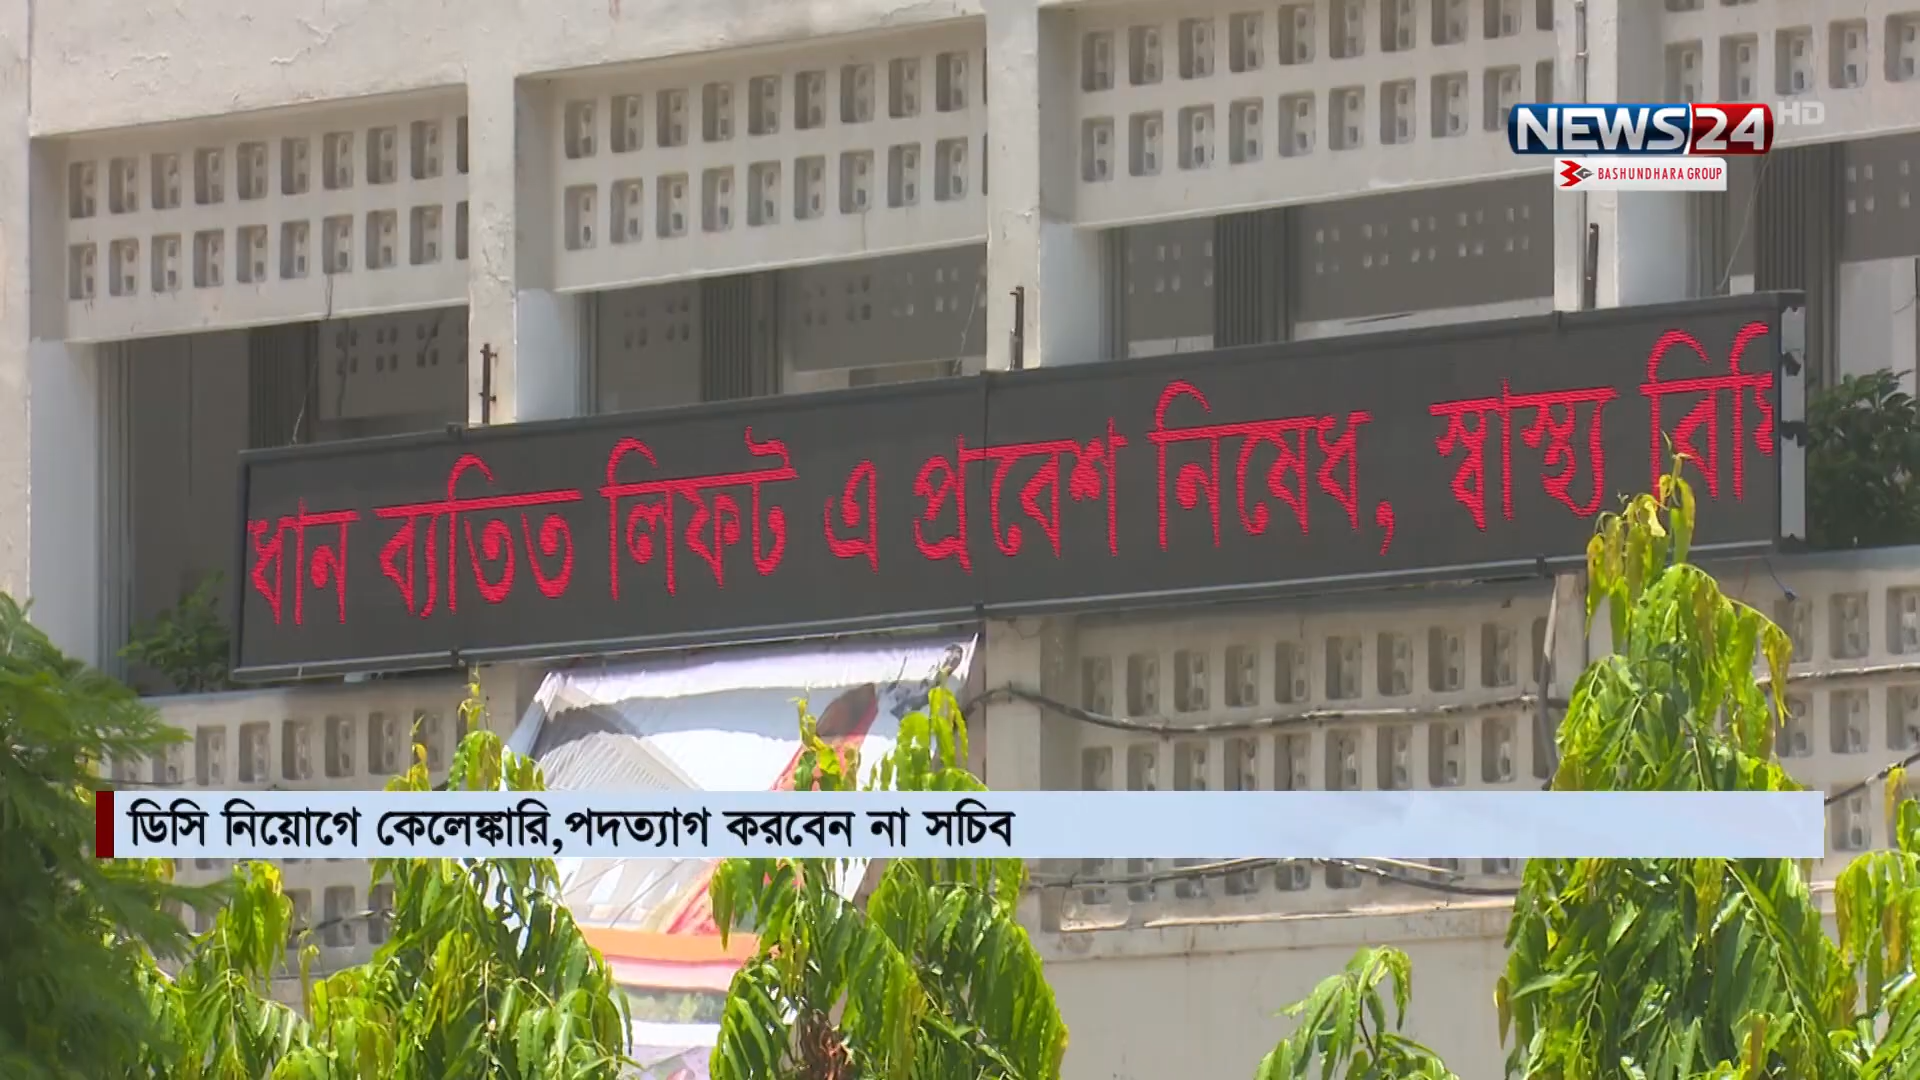 NEWS24 HD
BASHUNDHARA GROUP
ধান ব্যতিত লিফট এ প্রবেশ নিষেধ, স্বাস্থ্য বিধি
ডিসি নিয়োগে কেলেঙ্কারি,পদত্যাগ করবেন না সচিব